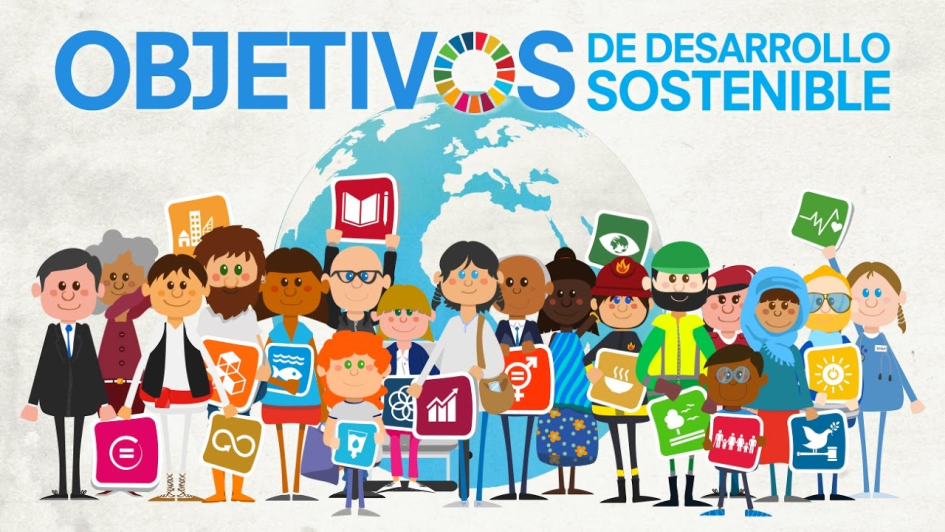 OBJETIVOS
DE DESARROLLO
SOSTENIBLE